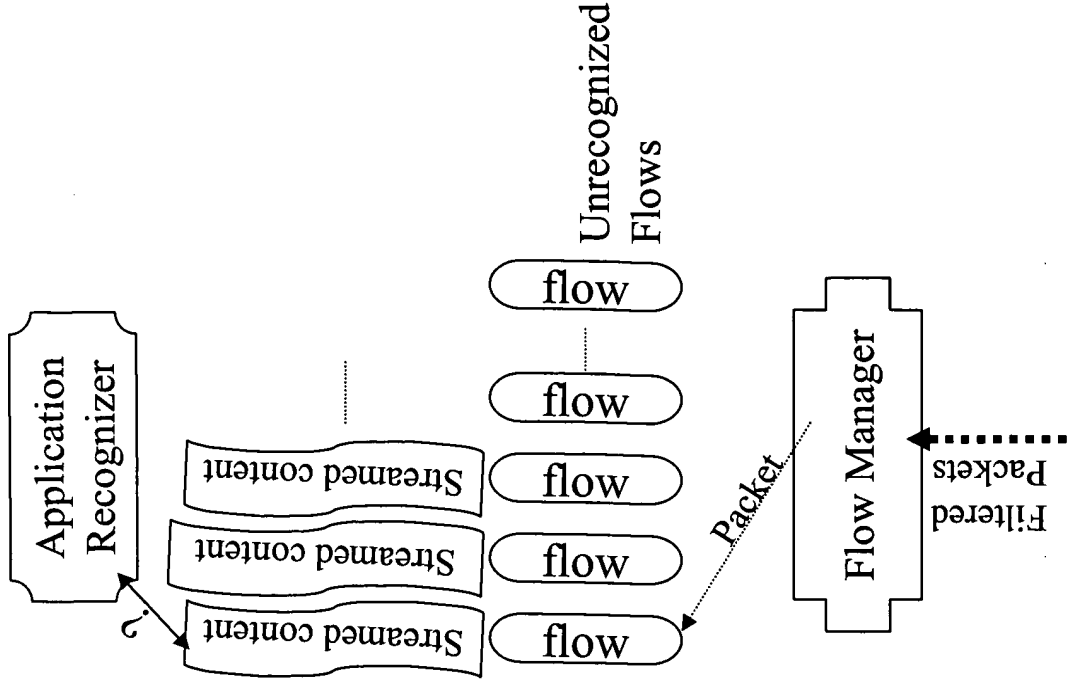 Application
Recognizer
?
Streamed content
Streamed content
Streamed content
flow
flow
flow
flow
flow
Unrecognized
Flows
Packet
Flow Manager
Filtered
Packets